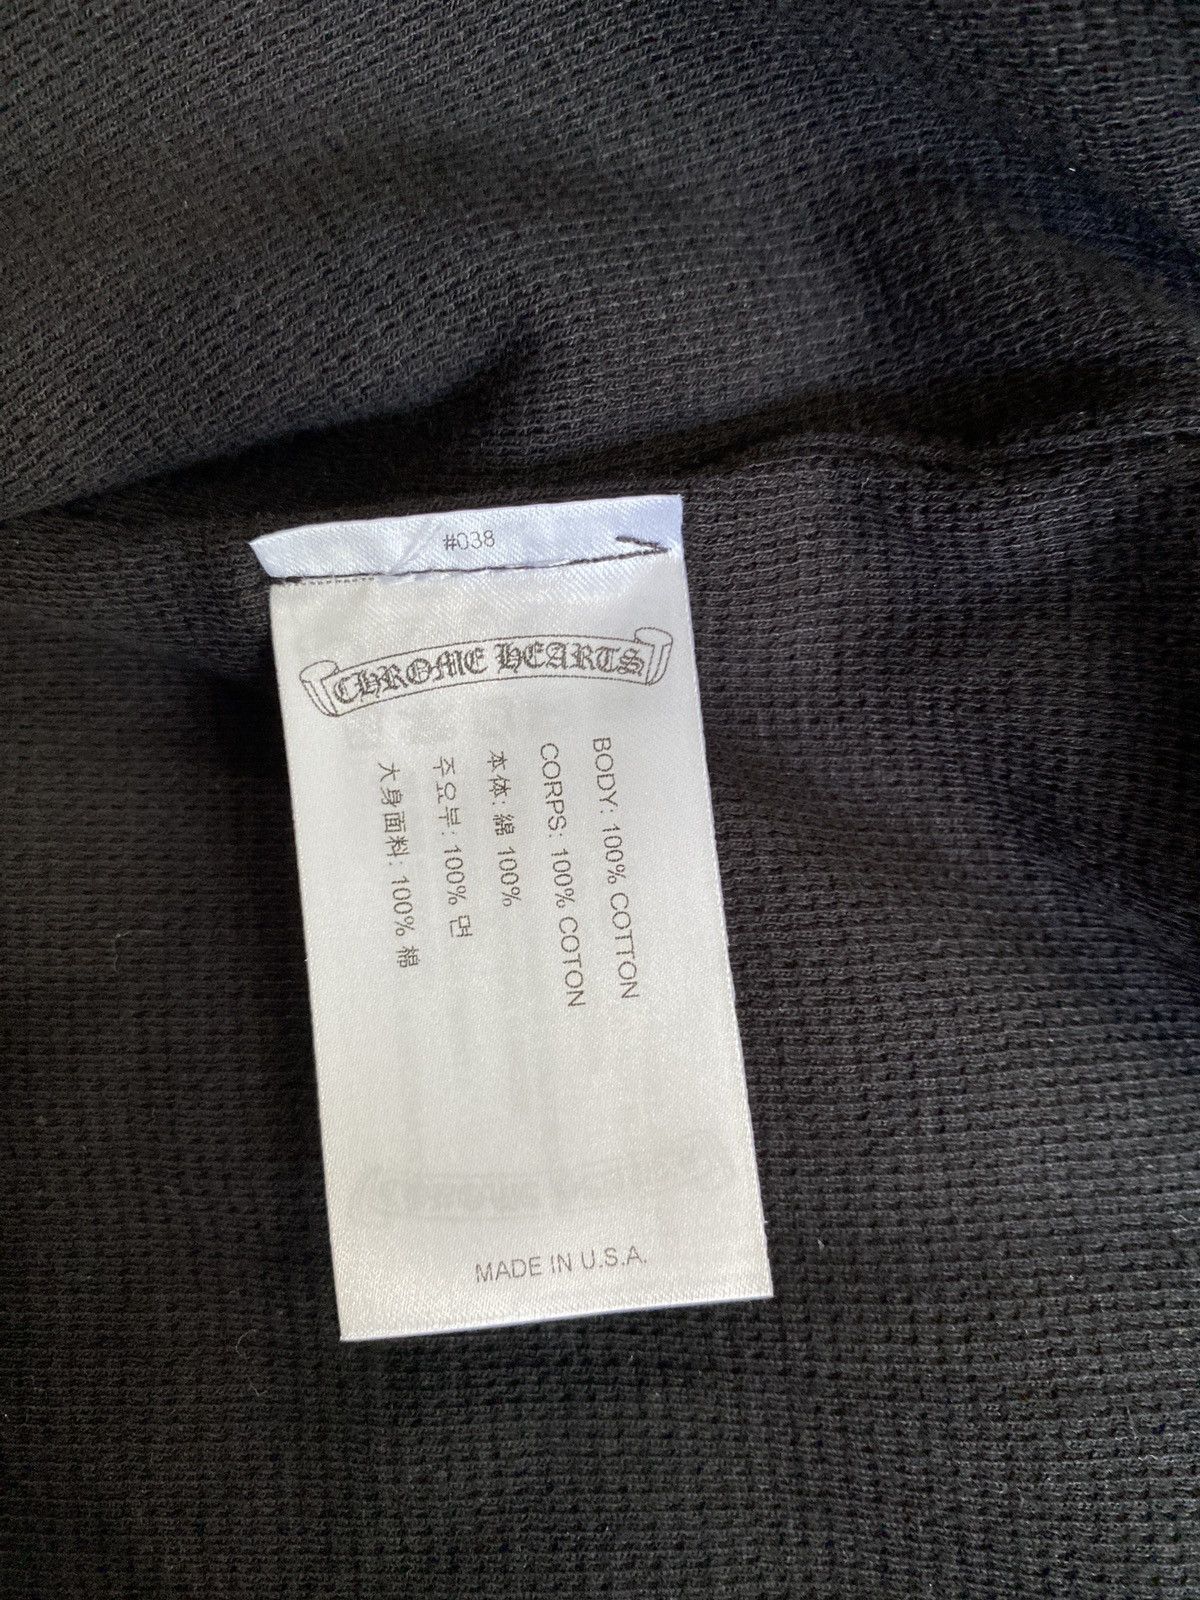 #038
CHROME HEARTS
BODY: 100% COTTON
CORPS: 100% COTON
本体: 綿 100%
주요부: 100% 면
大身面料: 100% 棉
MADE IN U.S.A.